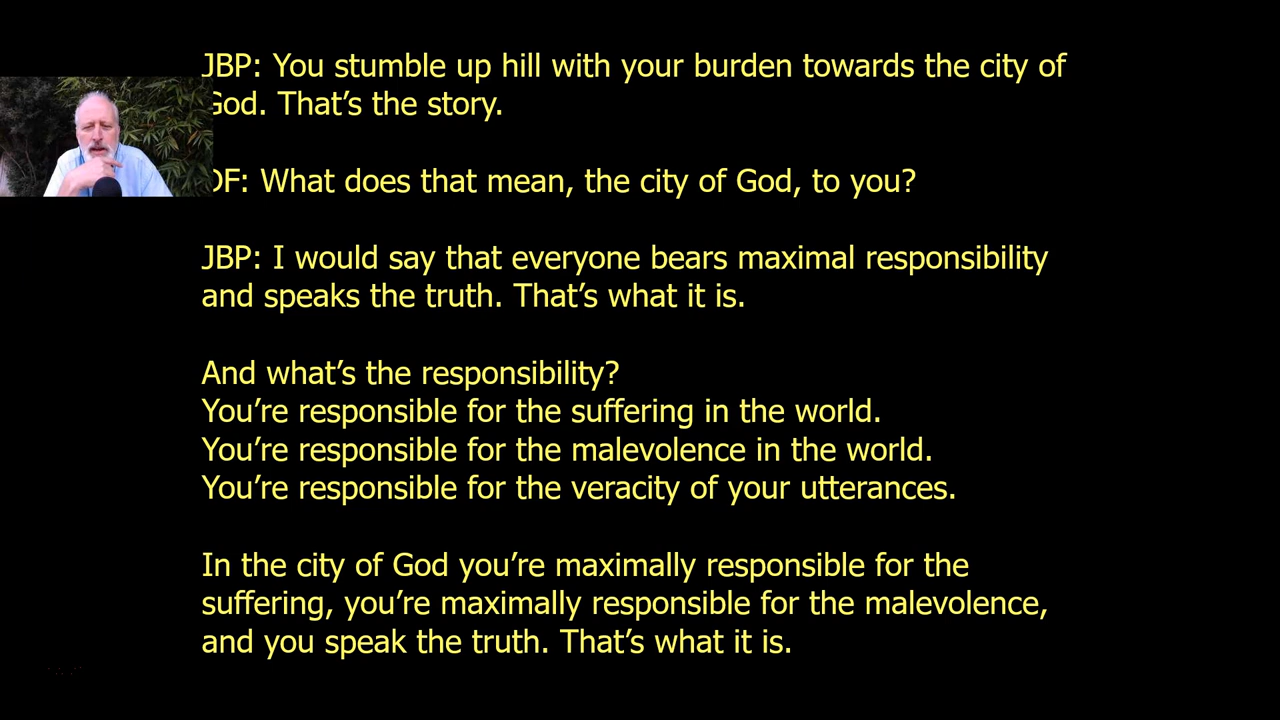 JBP: You stumble up hill with your burden towards the city of
God. That's the story.
DF: What does that mean, the city of God, to you?
JBP: I would say that everyone bears maximal responsibility
and speaks the truth. That's what it is.
And what's the responsibility?
You're responsible for the suffering in the world.
You're responsible for the malevolence in the world.
You're responsible for the veracity of your utterances.
In the city of God you're maximally responsible for the
suffering, you're maximally responsible for the malevolence,
and you speak the truth. That's what it is.